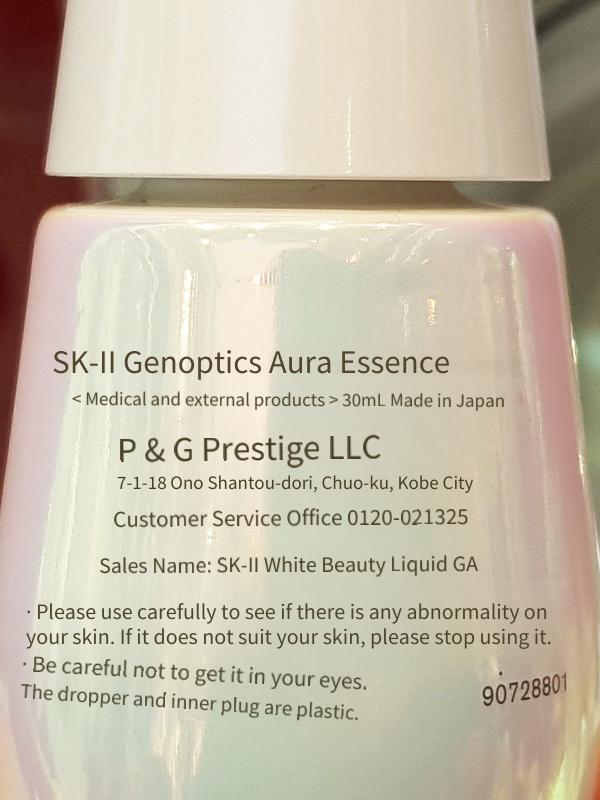 SK-II Genoptics Aura Essence
< Medical and external products > 30mL Made in Japan
P & G Prestige LLC
7-1-18 Ono Shantou-dori, Chuo-ku, Kobe City
Customer Service Office 0120-021325
Sales Name: SK-II White Beauty Liquid GA
· Please use carefully to see if there is any abnormality on
your skin. If it does not suit your skin, please stop using it.
· Be careful not to get it in your eyes.
The dropper and inner plug are plastic.
90728801